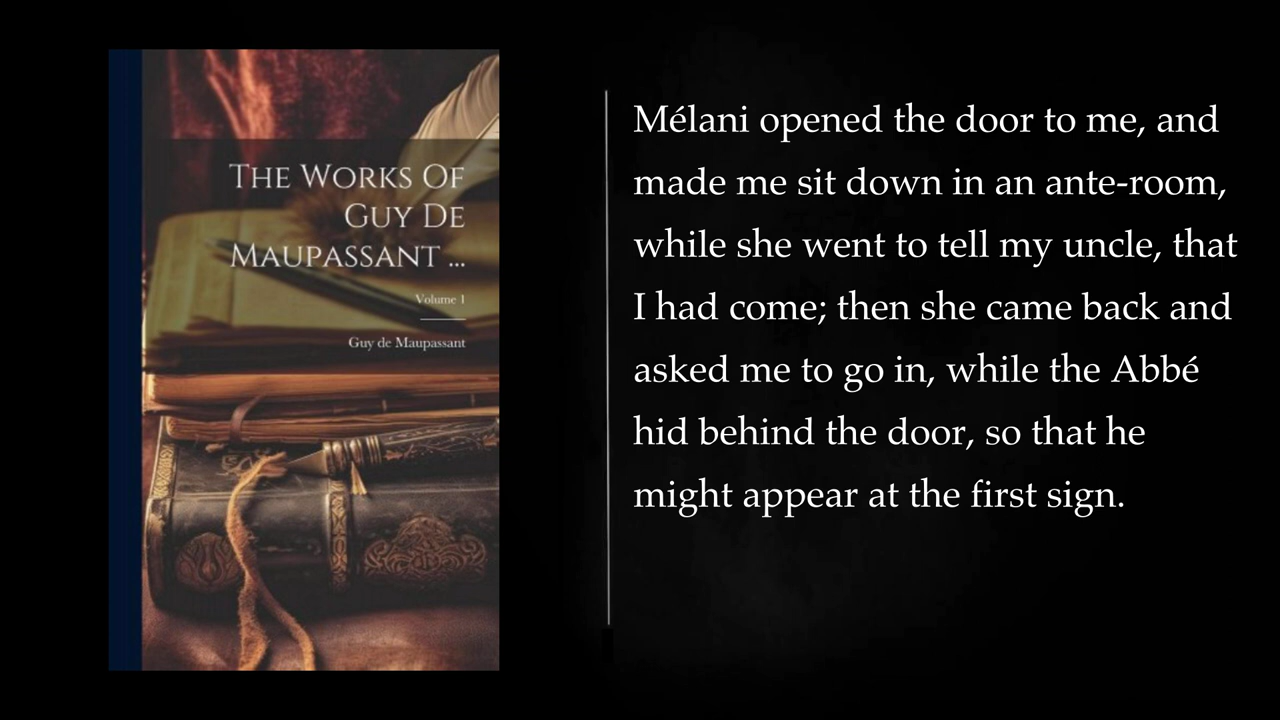 The Works Of
Guy De
Maupassant ...
Volume 1
Guy de Maupassant
Mélani opened the door to me, and
made me sit down in an ante-room,
while she went to tell my uncle, that
I had come; then she came back and
asked me to go in, while the Abbé
hid behind the door, so that he
might appear at the first sign.